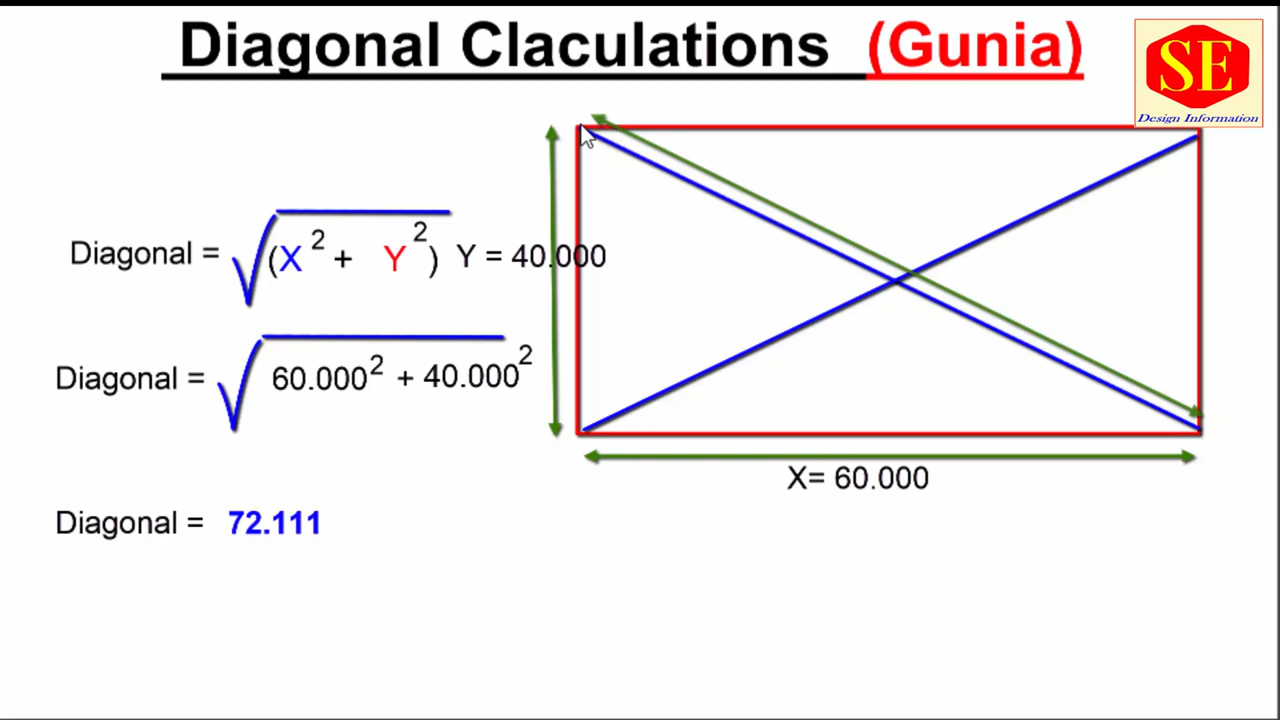 Diagonal Claculations (Gunia)
SE
Design Information
Diagonal = √(X² + Y²) Y = 40.000
Diagonal = √60.000² + 40.000²
X= 60.000
Diagonal = 72.111